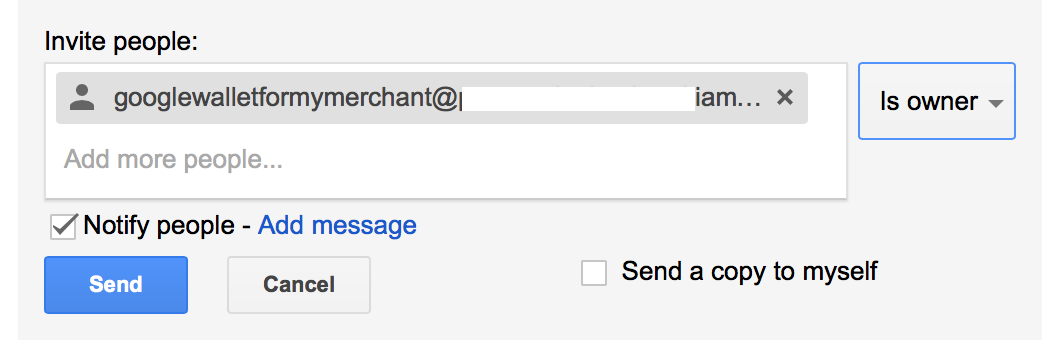 Invite people:
googlewalletformymerchant@ iam...
Is owner
Add more people...
Notify people - Add message
Send
Cancel
Send a copy to myself